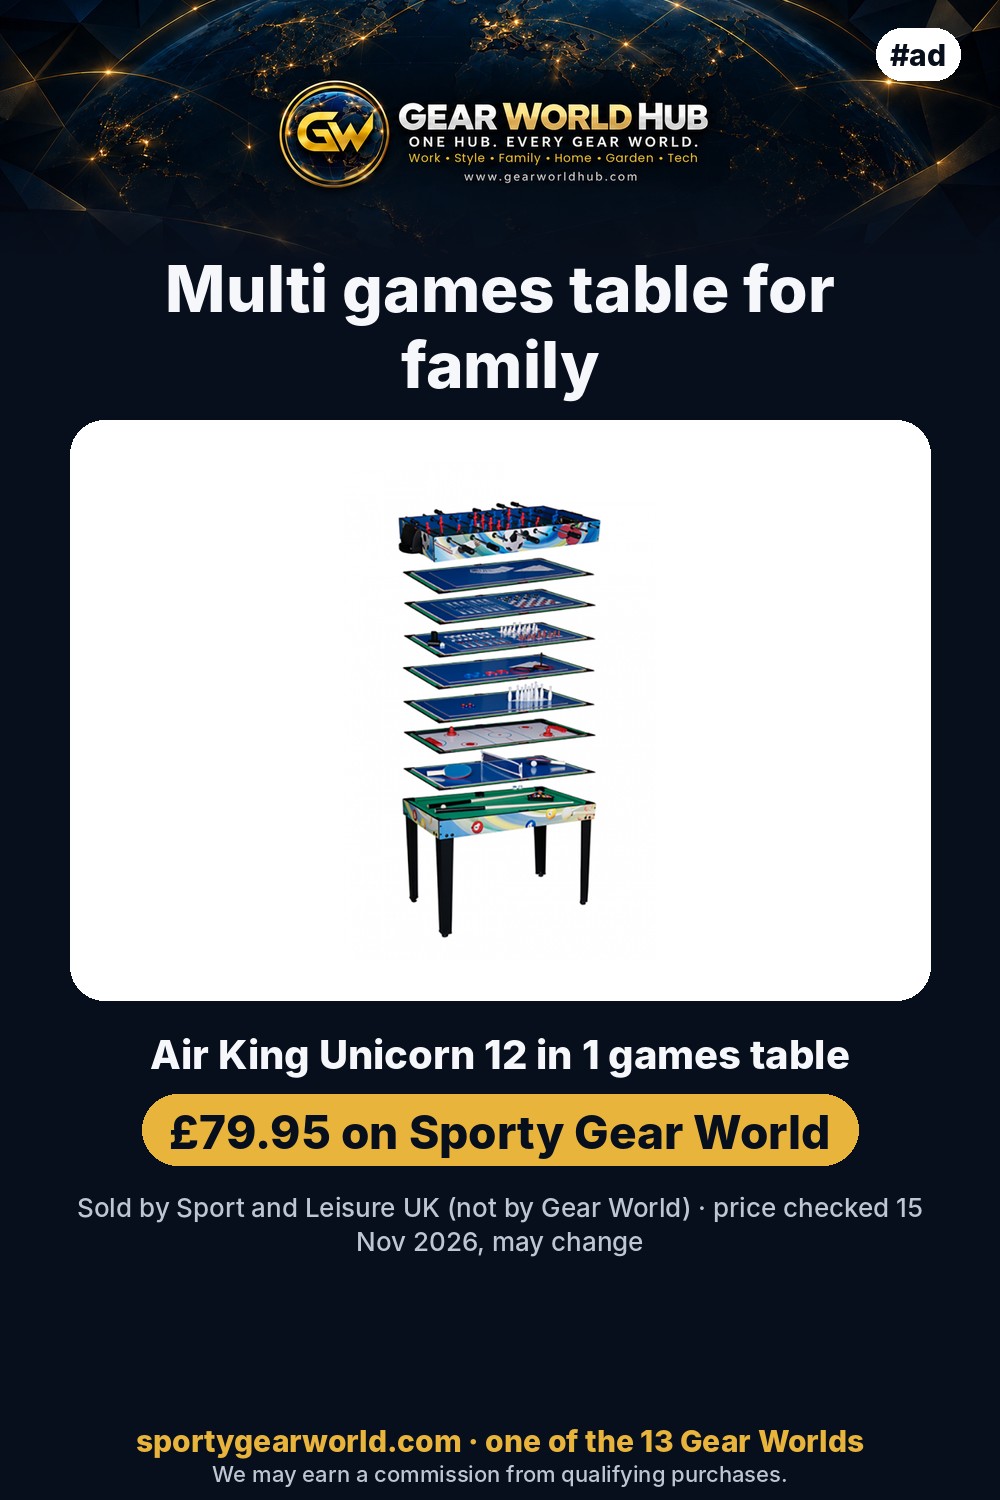 #ad
GW
GEAR WORLD HUB
ONE HUB. EVERY GEAR WORLD.
Work • Style • Family • Home • Garden • Tech
www.gearworldhub.com
Multi games table for
family
Air King Unicorn 12 in 1 games table
£79.95 on Sporty Gear World
Sold by Sport and Leisure UK (not by Gear World) · price checked 15
Nov 2026, may change
sportygearworld.com · one of the 13 Gear Worlds
We may earn a commission from qualifying purchases.